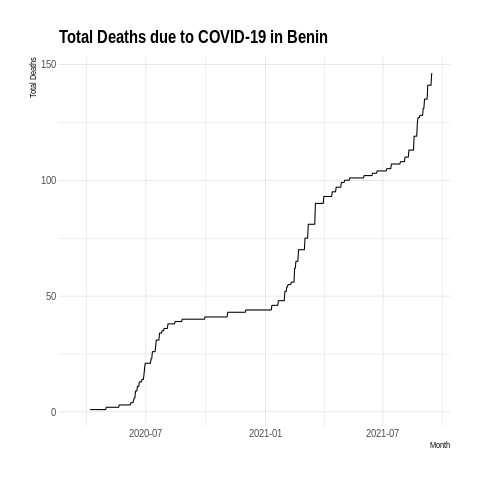 Total Deaths due to COVID-19 in Benin
Total Deaths
150
100
50
0
2020-07
2021-01
2021-07
Month